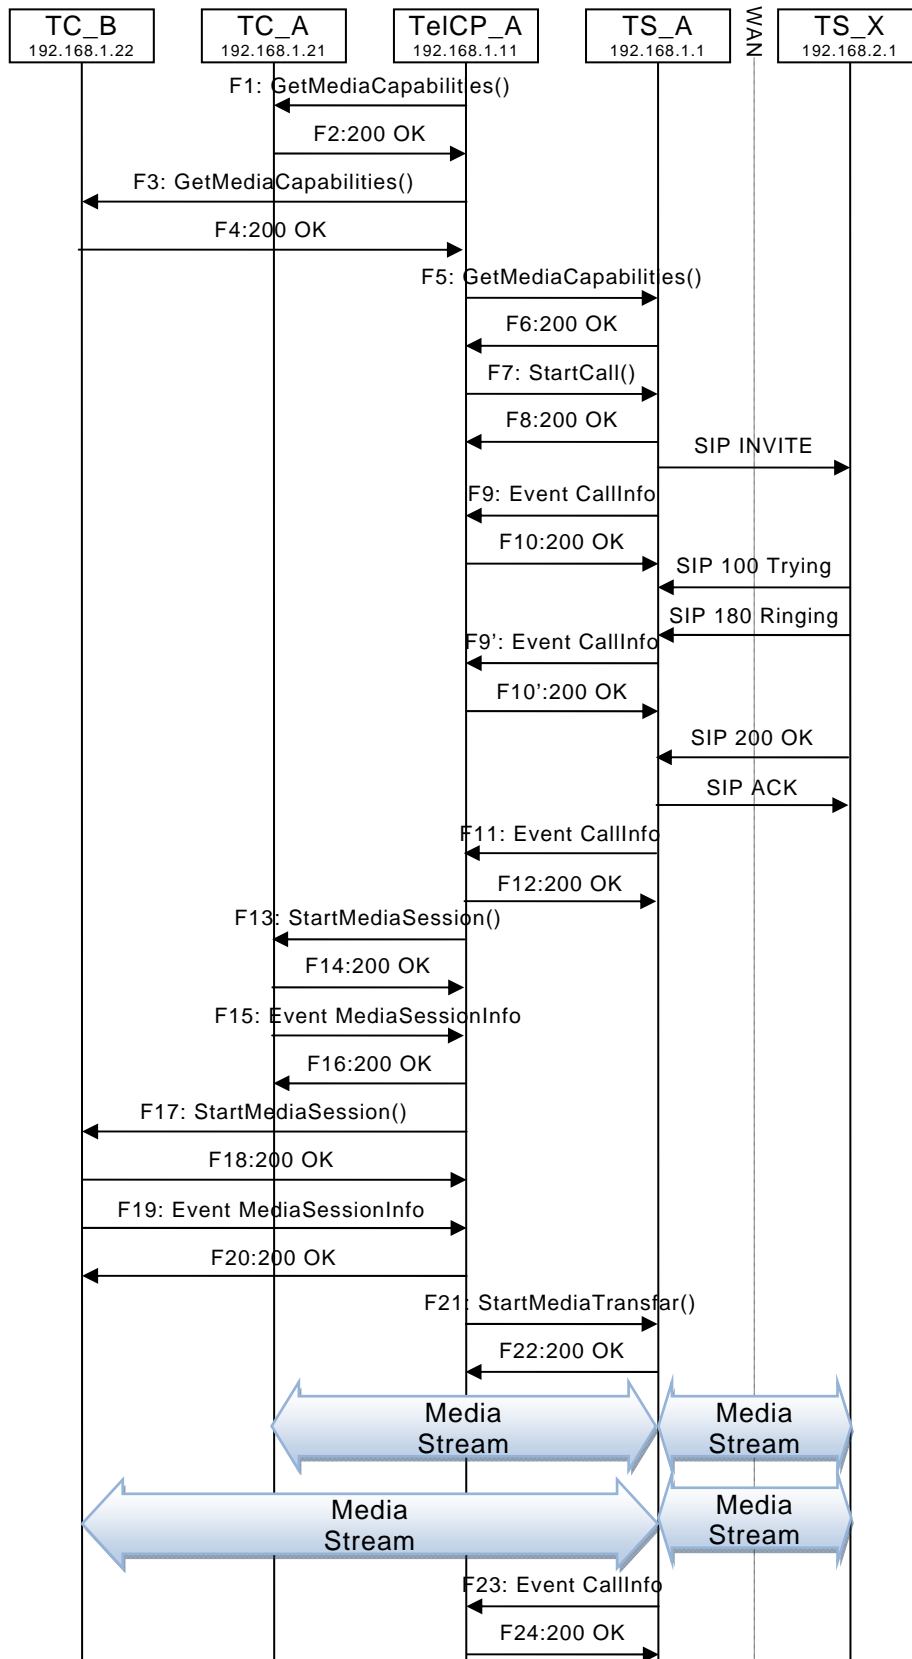 TC_B
192.168.1.22
TC_A
192.168.1.21
TelCP_A
192.168.1.11
TS_A
192.168.1.1
WAN
TS_X
192.168.2.1
F1: GetMediaCapabilities()
F2:200 OK
F3: GetMediaCapabilities()
F4:200 OK
F5: GetMediaCapabilities()
F6:200 OK
F7: StartCall()
F8:200 OK
SIP INVITE
F9: Event CallInfo
F10:200 OK
SIP 100 Trying
SIP 180 Ringing
F9': Event CallInfo
F10':200 OK
SIP 200 OK
SIP ACK
F11: Event CallInfo
F12:200 OK
F13: StartMediaSession()
F14:200 OK
F15: Event MediaSessionInfo
F16:200 OK
F17: StartMediaSession()
F18:200 OK
F19: Event MediaSessionInfo
F20:200 OK
F21: StartMediaTransfar()
F22:200 OK
Media
Stream
Media
Stream
Media
Stream
Media
Stream
F23: Event CallInfo
F24:200 OK